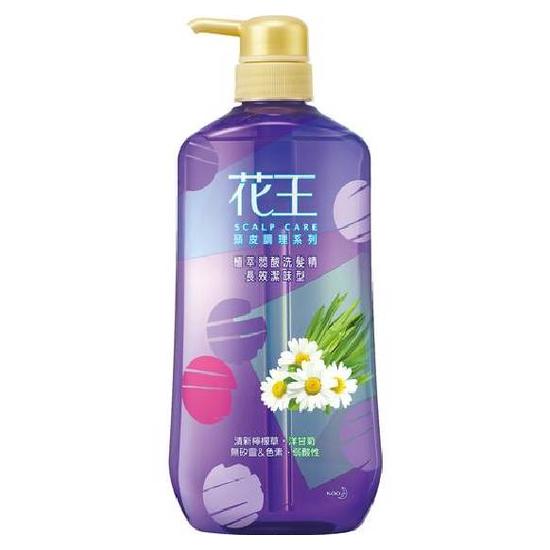 花王
SCALP CARE
頭皮調理系列
植萃弱酸洗髮精
長效潔味型
清新檸檬草・洋甘菊
無矽靈&色素・弱酸性
KAO